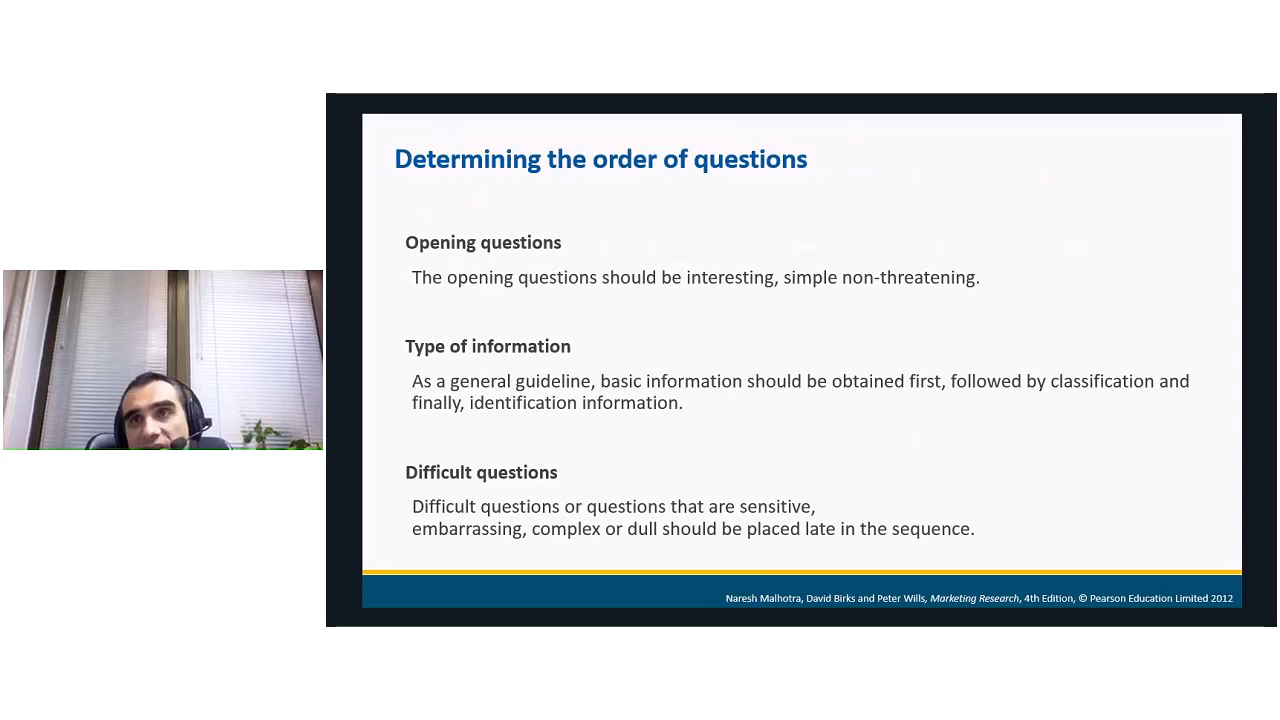 Determining the order of questions
Opening questions
The opening questions should be interesting, simple non-threatening.
Type of information
As a general guideline, basic information should be obtained first, followed by classification and
finally, identification information.
Difficult questions
Difficult questions or questions that are sensitive,
embarrassing, complex or dull should be placed late in the sequence.
Naresh Malhotra, David Birks and Peter Wills, Marketing Research, 4th Edition, © Pearson Education Limited 2012